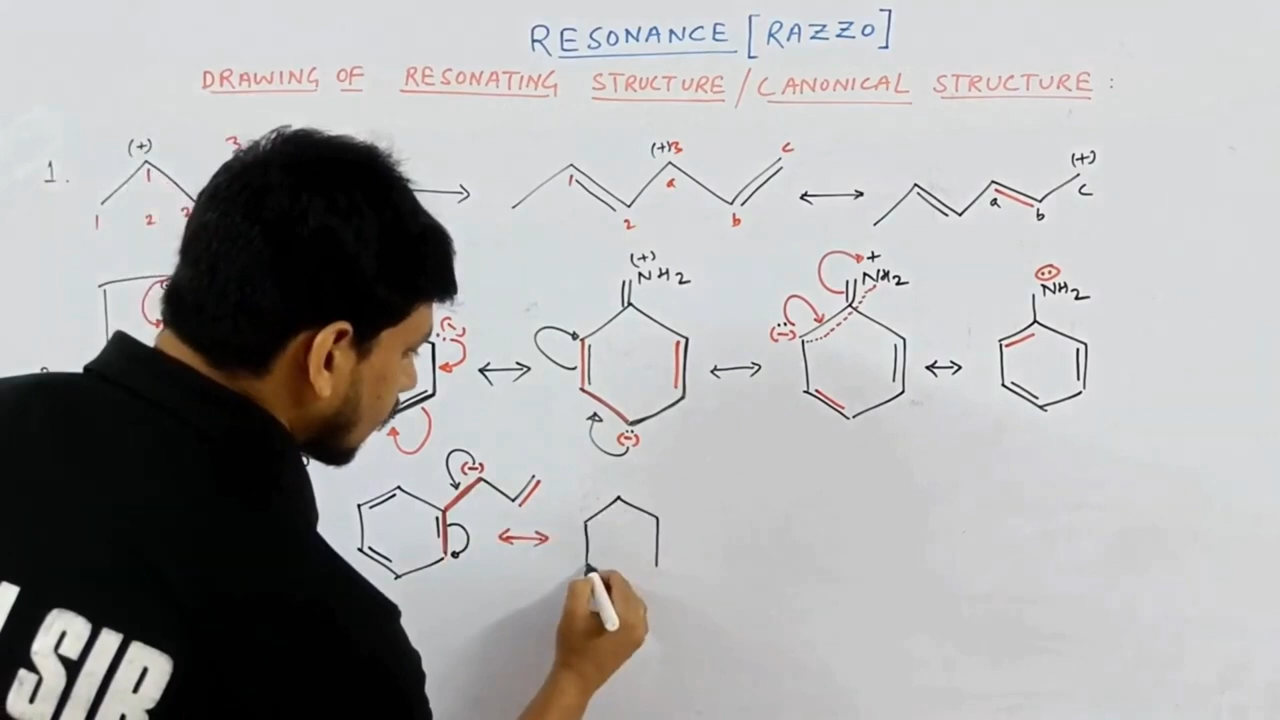 RESONANCE [RAZZO]
DRAWING OF RESONATING STRUCTURE / CANONICAL STRUCTURE :
1.
(+) 1 1 2 3
(+) 1 2 3 a b c
(+) a b c
(-)
(+) NH2 (-)
+ NH2 (-)
NH2
(-)
SIR